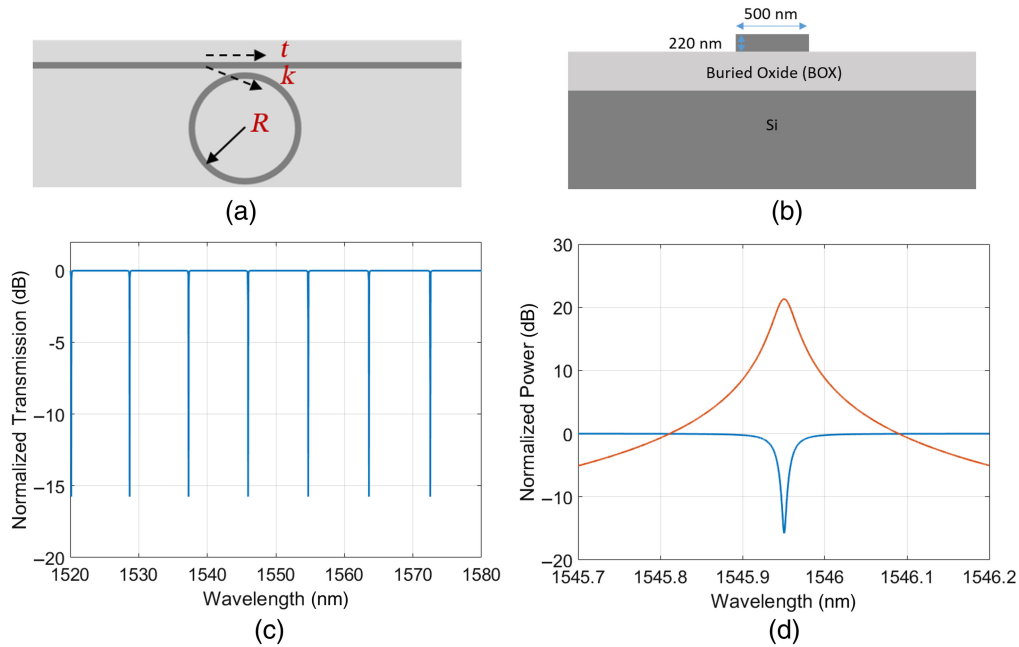 t
k
R
(a)
500 nm
220 nm
Buried Oxide (BOX)
Si
(b)
Normalized Transmission (dB)
0
−5
−10
−15
−20
1520 1530 1540 1550 1560 1570 1580
Wavelength (nm)
(c)
Normalized Power (dB)
30
20
10
0
−10
−20
1545.7 1545.8 1545.9 1546 1546.1 1546.2
Wavelength (nm)
(d)